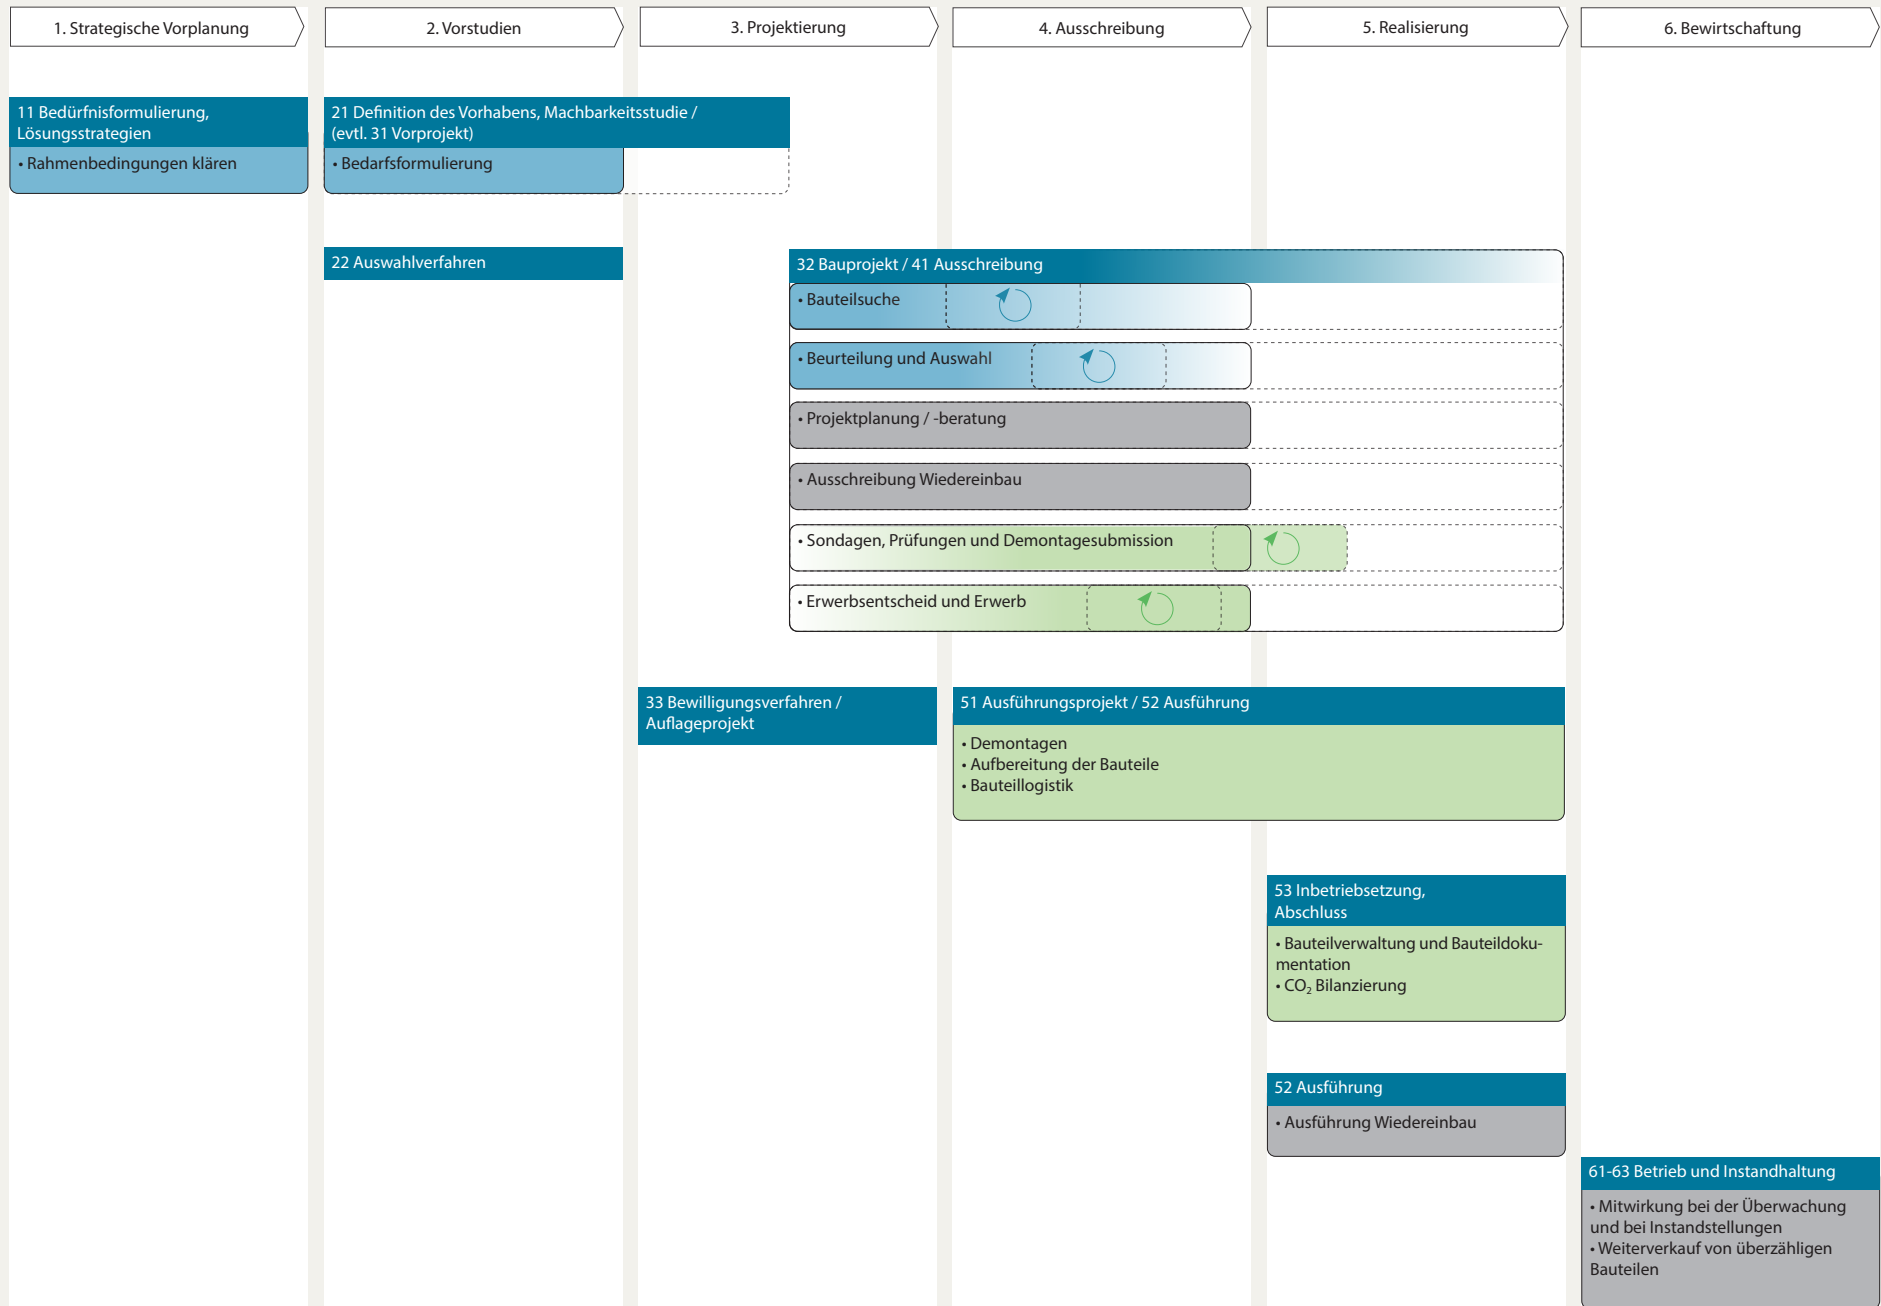 1. Strategische Vorplanung
2. Vorstudien
3. Projektierung
4. Ausschreibung
5. Realisierung
6. Bewirtschaftung
11 Bedürfnisformulierung,
Lösungsstrategien
• Rahmenbedingungen klären
21 Definition des Vorhabens, Machbarkeitsstudie /
(evtl. 31 Vorprojekt)
• Bedarfsformulierung
22 Auswahlverfahren
32 Bauprojekt / 41 Ausschreibung
• Bauteilsuche
• Beurteilung und Auswahl
• Projektplanung / -beratung
• Ausschreibung Wiedereinbau
• Sondagen, Prüfungen und Demontagesubmission
• Erwerbsentscheid und Erwerb
33 Bewilligungsverfahren /
Auflageprojekt
51 Ausführungsprojekt / 52 Ausführung
• Demontagen
• Aufbereitung der Bauteile
• Bauteillogistik
53 Inbetriebsetzung,
Abschluss
• Bauteilverwaltung und Bauteildoku-
mentation
• CO₂ Bilanzierung
52 Ausführung
• Ausführung Wiedereinbau
61-63 Betrieb und Instandhaltung
• Mitwirkung bei der Überwachung
und bei Instandstellungen
• Weiterverkauf von überzähligen
Bauteilen